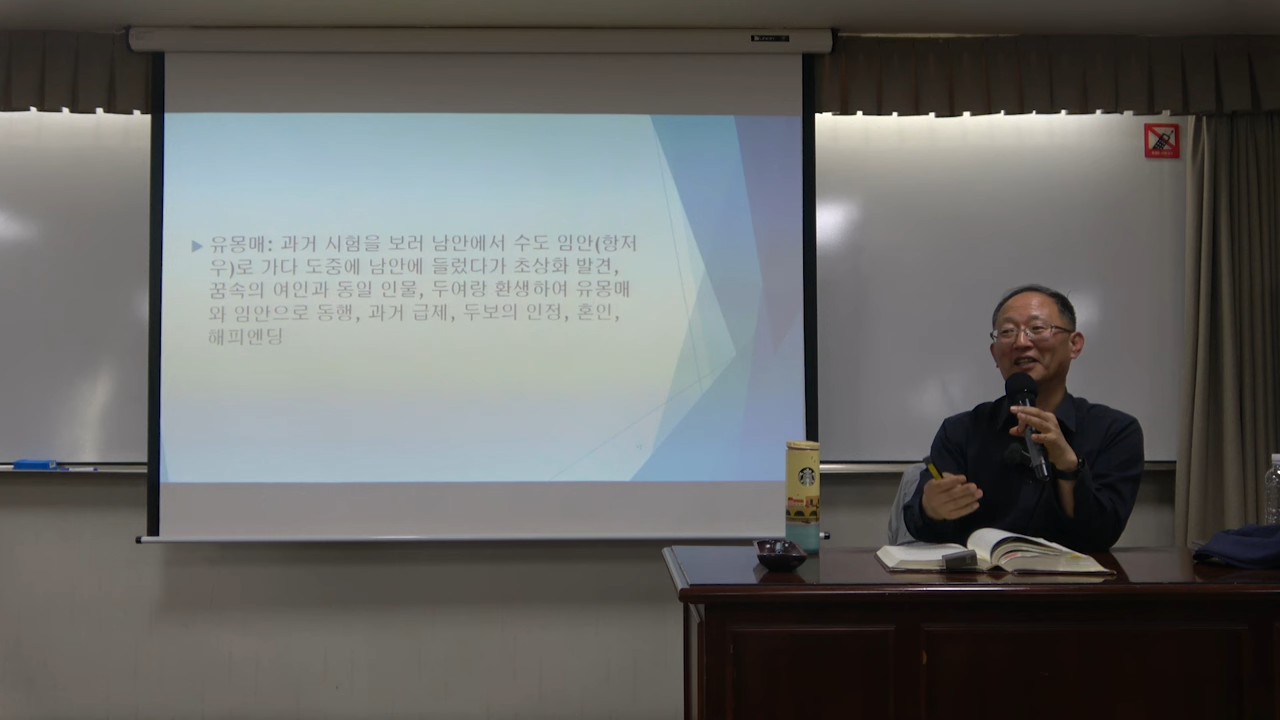 유몽매: 과거 시험을 보러 남안에서 수도 임안(항저
우)로 가다 도중에 남안에 들렀다가 초상화 발견,
꿈속의 여인과 동일 인물, 두여랑 환생하여 유몽매
와 임안으로 동행, 과거 급제, 두보의 인정, 혼인,
해피엔딩